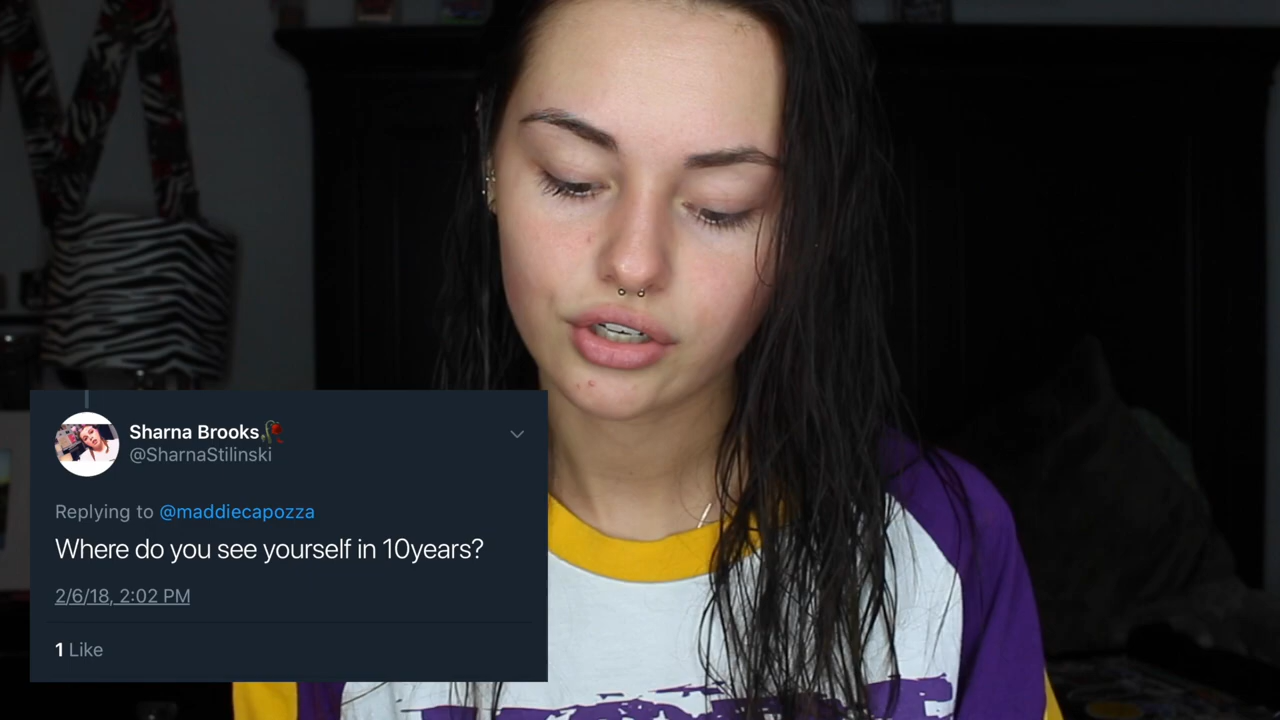 Sharna Brooks🥀
@SharnaStilinski
Replying to @maddiecapozza
Where do you see yourself in 10years?
2/6/18, 2:02 PM
1 Like